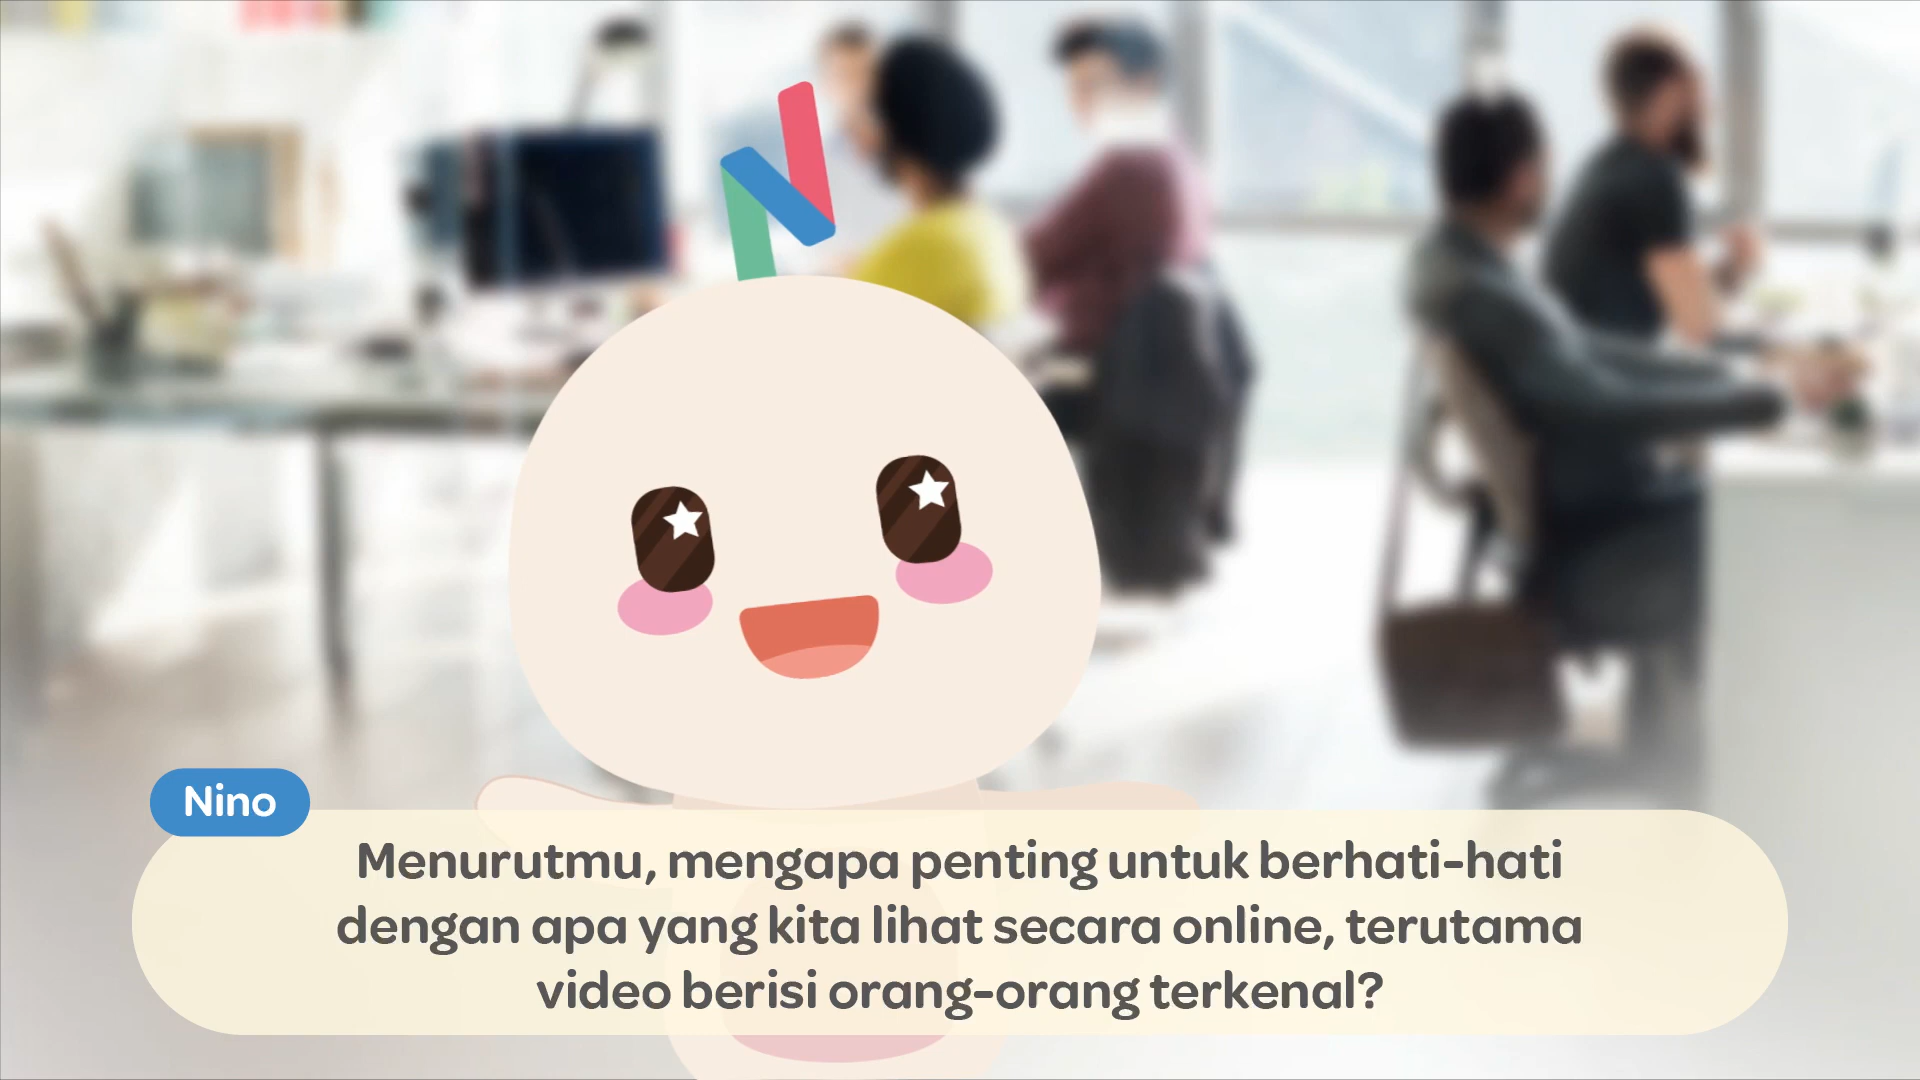 Nino
Menurutmu, mengapa penting untuk berhati-hati
dengan apa yang kita lihat secara online, terutama
video berisi orang-orang terkenal?